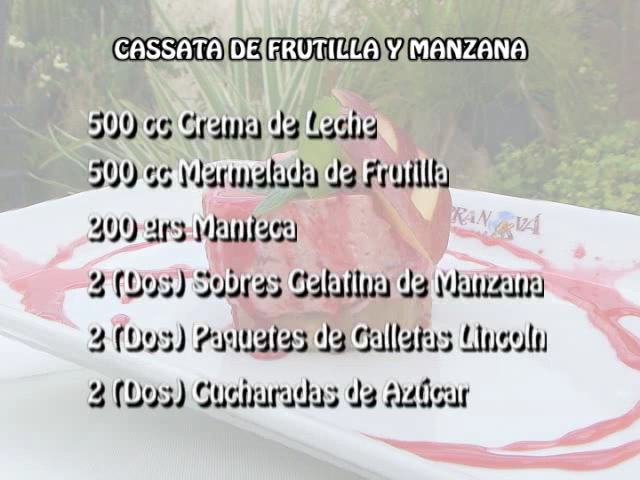 CASSATA DE FRUTILLA Y MANZANA
500 cc Crema de Leche
500 cc Mermelada de Frutilla
200 grs Manteca
2 (Dos) Sobres Gelatina de Manzana
2 (Dos) Paquetes de Galletas Lincoln
2 (Dos) Cucharadas de Azúcar